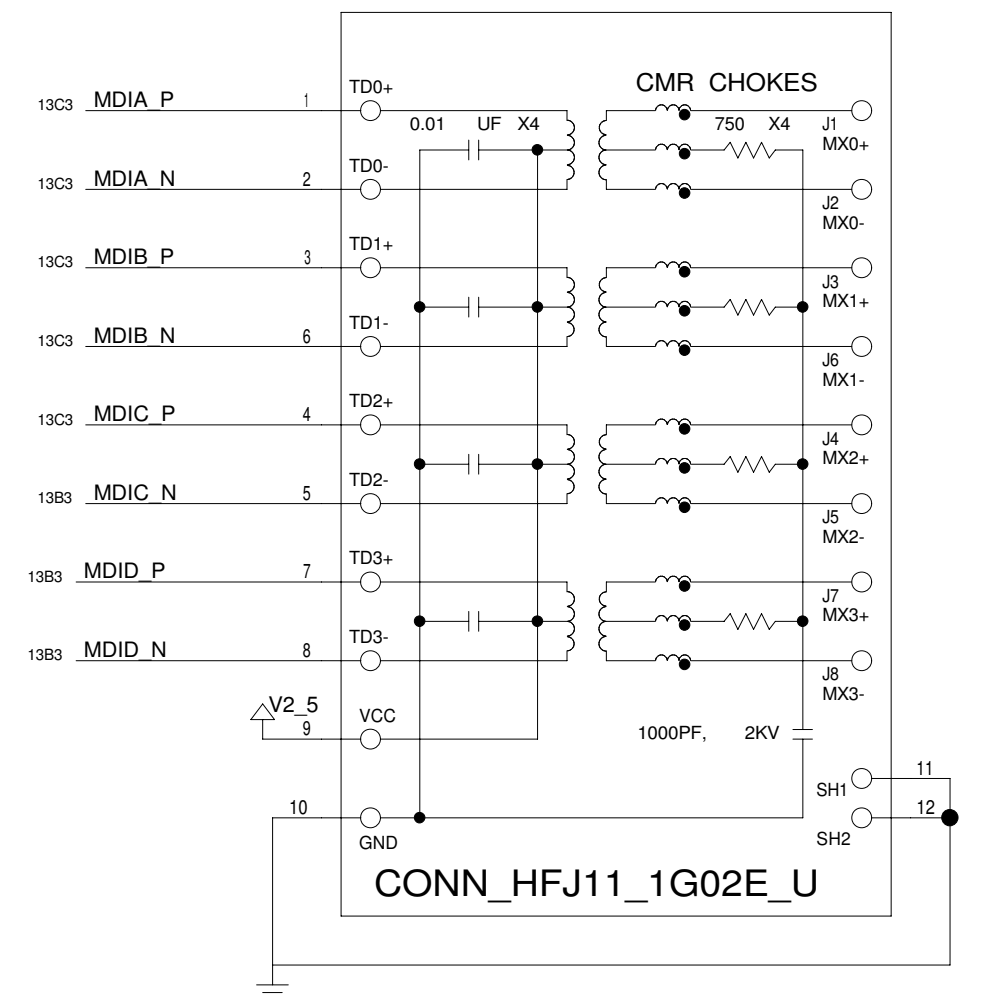 CMR CHOKES
13C3 MDIA_P 1 TD0+
0.01 UF X4
750 X4
J1
MX0+
13C3 MDIA_N 2 TD0-
J2
MX0-
13C3 MDIB_P 3 TD1+
J3
MX1+
13C3 MDIB_N 6 TD1-
J6
MX1-
13C3 MDIC_P 4 TD2+
J4
MX2+
13B3 MDIC_N 5 TD2-
J5
MX2-
13B3 MDID_P 7 TD3+
J7
MX3+
13B3 MDID_N 8 TD3-
J8
MX3-
V2_5 9 VCC
1000PF, 2KV
SH1 11
10 GND
SH2 12
CONN_HFJ11_1G02E_U